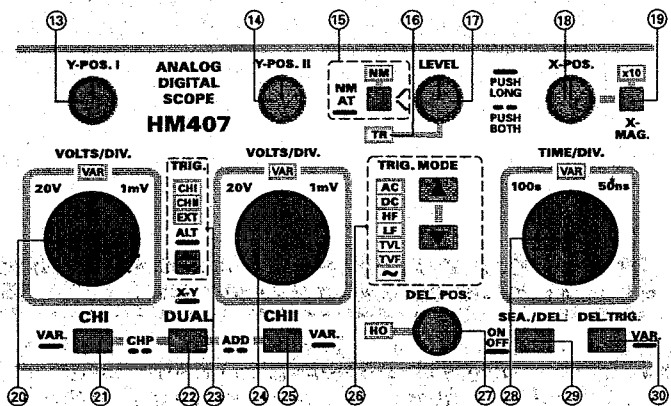 13 14 15 16 17 18 19
Y-POS. I
ANALOG
DIGITAL
SCOPE
HM407
Y-POS. II
NM
AT
NM
LEVEL
TR
PUSH
LONG
PUSH
BOTH
X-POS.
x10
X-
MAG.
VOLTS/DIV.
VAR
20V 1mV
TRIG.
CHI
CHII
EXT
ALT
X-Y
VOLTS/DIV.
VAR
20V 1mV
TRIG. MODE
AC
DC
HF
LF
TVL
TVF
~
TIME/DIV.
VAR
100s 50ns
DEL. POS.
HO
VAR.
CHI
CHP
DUAL
ADD
CHII
VAR.
ON
OFF
SEA./DEL.
DEL.TRIG.
VAR.
20 21 22 23 24 25 26 27 28 29 30